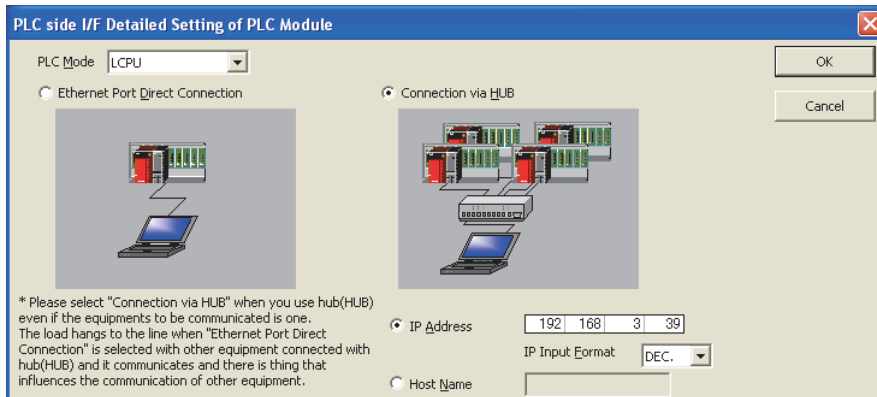 PLC side I/F Detailed Setting of PLC Module
PLC Mode LCPU
OK
Ethernet Port Direct Connection
Connection via HUB
Cancel
* Please select "Connection via HUB" when you use hub(HUB)
even if the equipments to be communicated is one.
The load hangs to the line when "Ethernet Port Direct
Connection" is selected with other equipment connected with
hub(HUB) and it communicates and there is thing that
influences the communication of other equipment.
IP Address 192 168 3 39
IP Input Format DEC.
Host Name